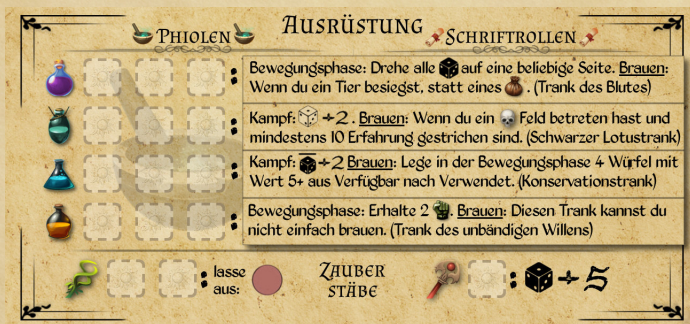 Ausrüstung
Phiolen
Schriftrollen
: Bewegungsphase: Drehe alle auf eine beliebige Seite. Brauen:
Wenn du ein Tier besiegst, statt eines . (Trank des Blutes)
: Kampf: +2. Brauen: Wenn du ein Feld betreten hast und
mindestens 10 Erfahrung gestrichen sind. (Schwarzer Lotustrank)
: Kampf: +2 Brauen: Lege in der Bewegungsphase 4 Würfel mit
Wert 5+ aus Verfügbar nach Verwendet. (Konservationstrank)
: Bewegungsphase: Erhalte 2 . Brauen: Diesen Trank kannst du
nicht einfach brauen. (Trank des unbändigen Willens)
: lasse
aus:
Zauber
stäbe
: + 5